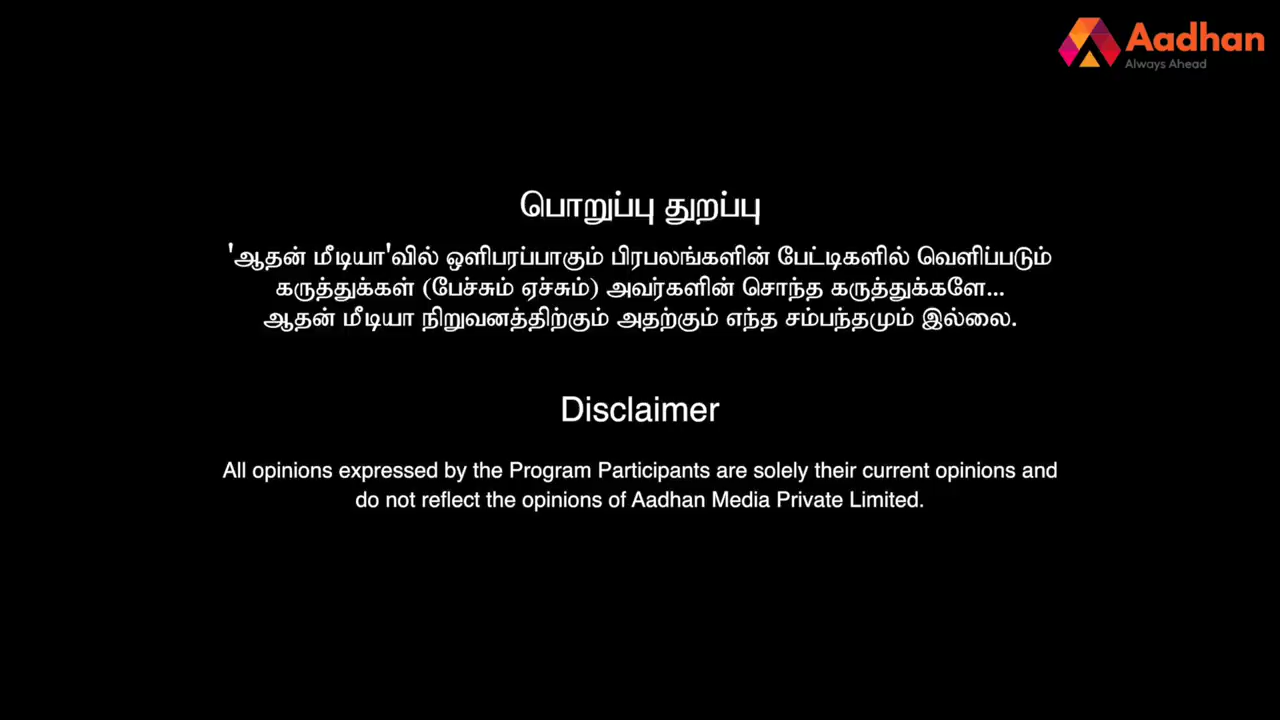 Aadhan
Always Ahead
பொறுப்பு துறப்பு
'ஆதன் மீடியா'வில் ஒளிபரப்பாகும் பிரபலங்களின் பேட்டிகளில் வெளிப்படும்
கருத்துக்கள் (பேச்சும் ஏச்சும்) அவர்களின் சொந்த கருத்துக்களே...
ஆதன் மீடியா நிறுவனத்திற்கும் அதற்கும் எந்த சம்பந்தமும் இல்லை.
Disclaimer
All opinions expressed by the Program Participants are solely their current opinions and
do not reflect the opinions of Aadhan Media Private Limited.